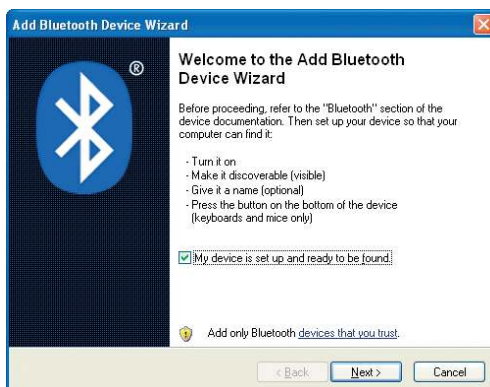 Add Bluetooth Device Wizard
®
Welcome to the Add Bluetooth
Device Wizard
Before proceeding, refer to the "Bluetooth" section of the
device documentation. Then set up your device so that your
computer can find it:
- Turn it on
- Make it discoverable (visible)
- Give it a name (optional)
- Press the button on the bottom of the device
(keyboards and mice only)
My device is set up and ready to be found.
Add only Bluetooth devices that you trust.
< Back Next > Cancel